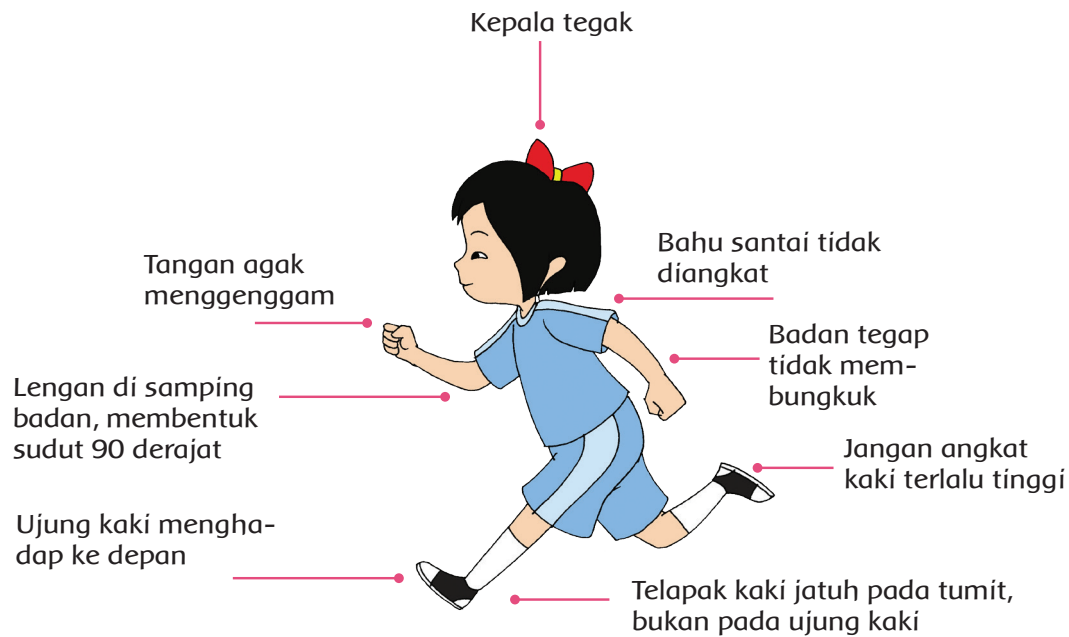 Kepala tegak
Tangan agak
menggenggam
Bahu santai tidak
diangkat
Badan tegap
tidak mem-
bungkuk
Lengan di samping
badan, membentuk
sudut 90 derajat
Jangan angkat
kaki terlalu tinggi
Ujung kaki mengha-
dap ke depan
Telapak kaki jatuh pada tumit,
bukan pada ujung kaki